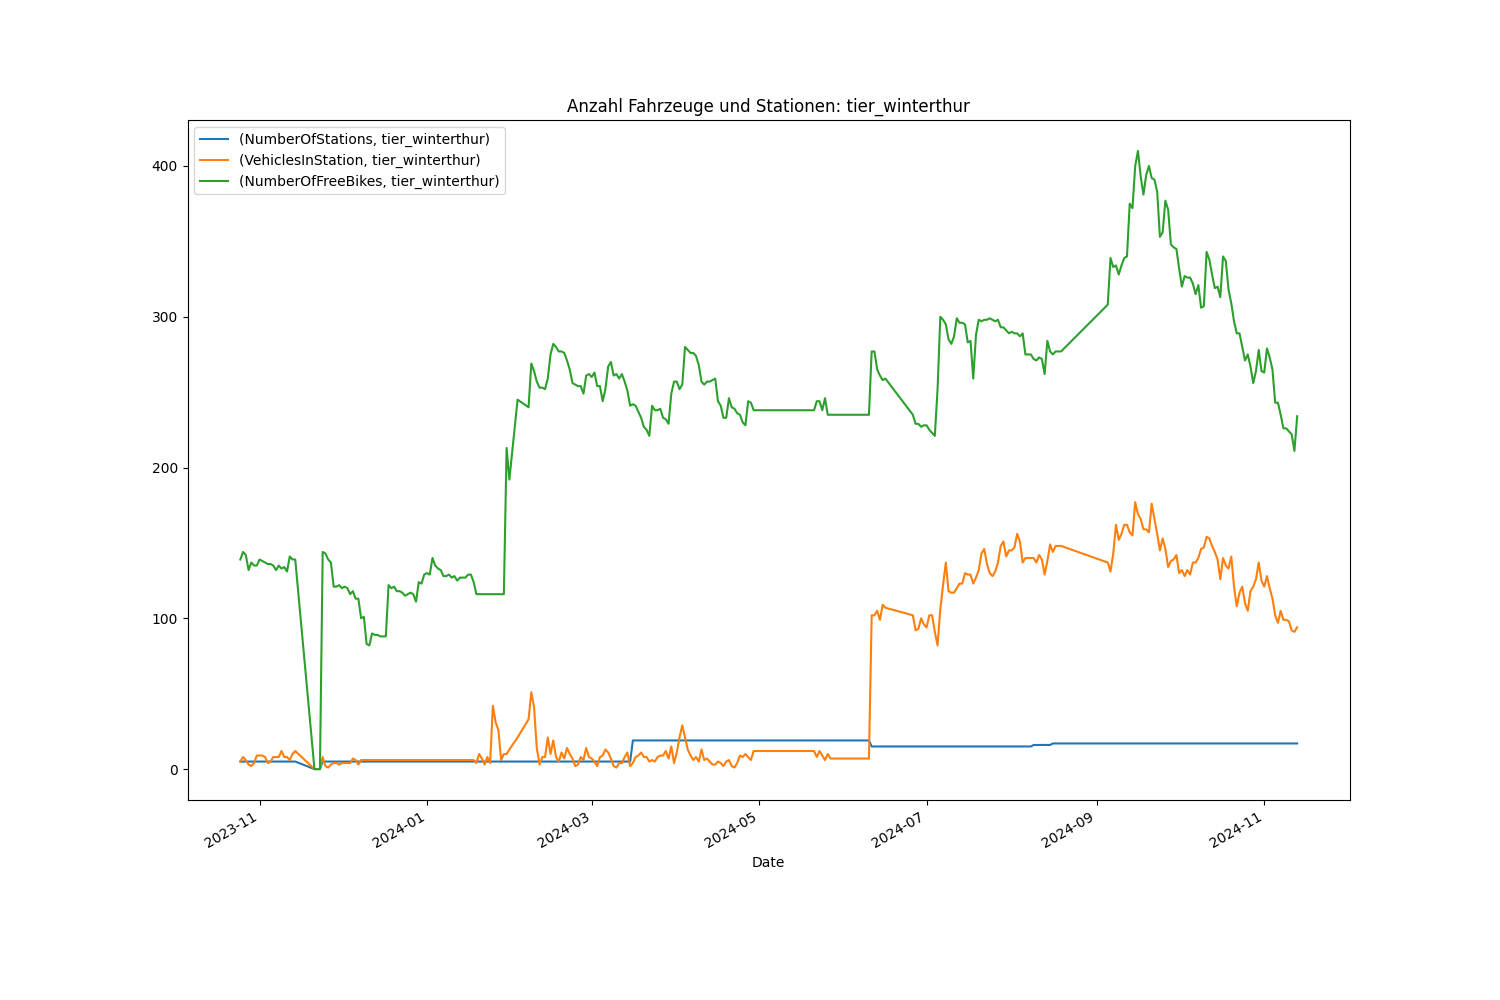 Anzahl Fahrzeuge und Stationen: tier_winterthur
(NumberOfStations, tier_winterthur)
(VehiclesInStation, tier_winterthur)
(NumberOfFreeBikes, tier_winterthur)
400
300
200
100
0
2023-11
2024-01
2024-03
2024-05
2024-07
2024-09
2024-11
Date